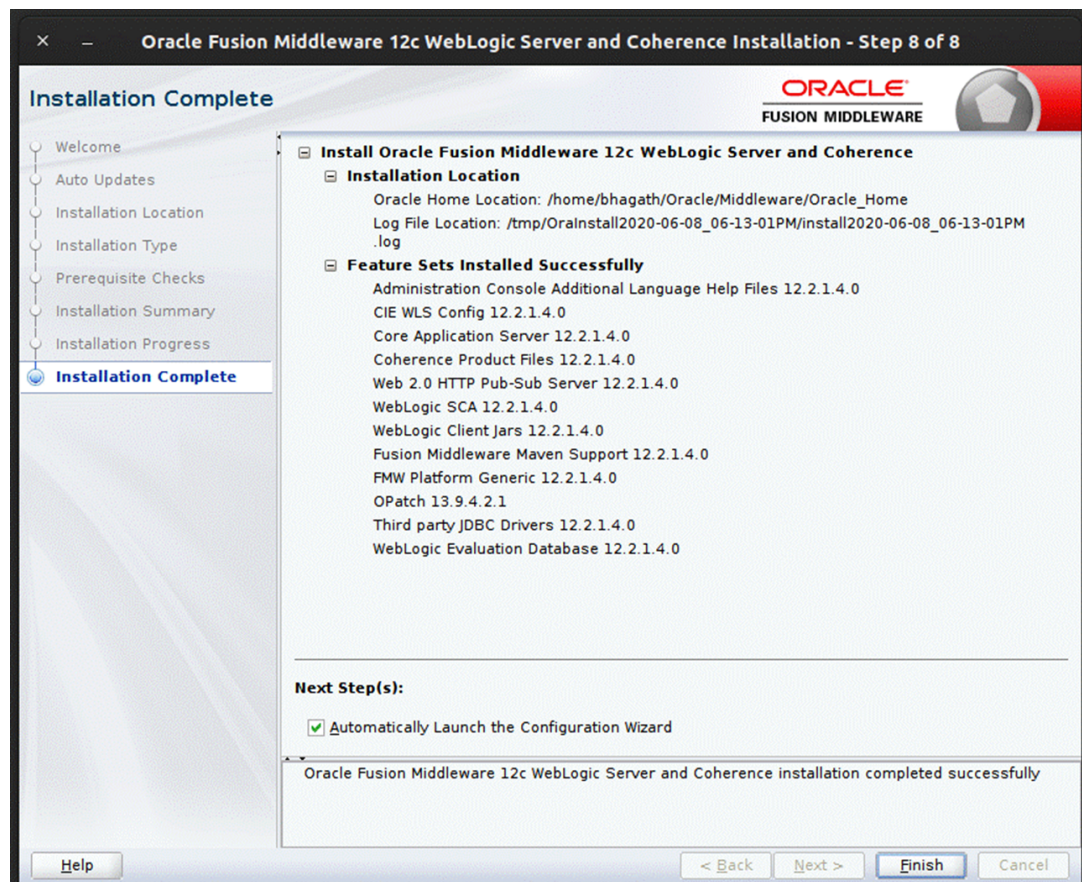 Oracle Fusion Middleware 12c WebLogic Server and Coherence Installation - Step 8 of 8
Installation Complete
ORACLE
FUSION MIDDLEWARE
Welcome
Auto Updates
Installation Location
Installation Type
Prerequisite Checks
Installation Summary
Installation Progress
Installation Complete
Install Oracle Fusion Middleware 12c WebLogic Server and Coherence
Installation Location
Oracle Home Location: /home/bhagath/Oracle/Middleware/Oracle_Home
Log File Location: /tmp/OraInstall2020-06-08_06-13-01PM/install2020-06-08_06-13-01PM
.log
Feature Sets Installed Successfully
Administration Console Additional Language Help Files 12.2.1.4.0
CIE WLS Config 12.2.1.4.0
Core Application Server 12.2.1.4.0
Coherence Product Files 12.2.1.4.0
Web 2.0 HTTP Pub-Sub Server 12.2.1.4.0
WebLogic SCA 12.2.1.4.0
WebLogic Client Jars 12.2.1.4.0
Fusion Middleware Maven Support 12.2.1.4.0
FMW Platform Generic 12.2.1.4.0
OPatch 13.9.4.2.1
Third party JDBC Drivers 12.2.1.4.0
WebLogic Evaluation Database 12.2.1.4.0
Next Step(s):
Automatically Launch the Configuration Wizard
Oracle Fusion Middleware 12c WebLogic Server and Coherence installation completed successfully
Help
< Back
Next >
Finish
Cancel